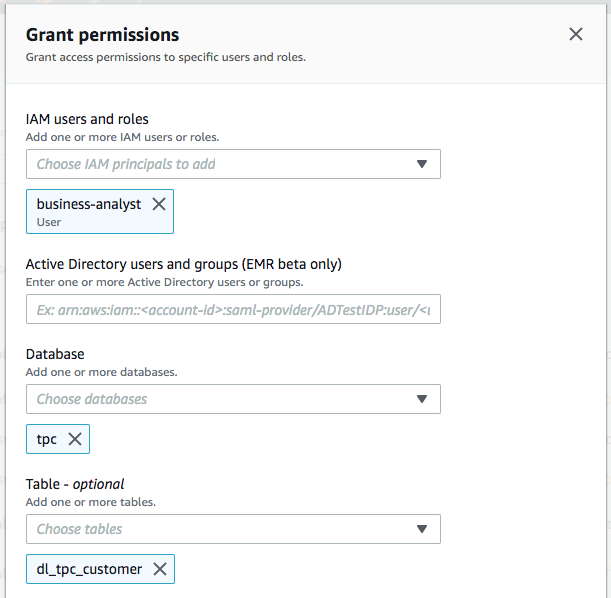 Grant permissions
Grant access permissions to specific users and roles.
IAM users and roles
Add one or more IAM users or roles.
Choose IAM principals to add
business-analyst
User
Active Directory users and groups (EMR beta only)
Enter one or more Active Directory users or groups.
Ex: arn:aws:iam::<account-id>:saml-provider/ADTestIDP:user/<u
Database
Add one or more databases.
Choose databases
tpc
Table - optional
Add one or more tables.
Choose tables
dl_tpc_customer